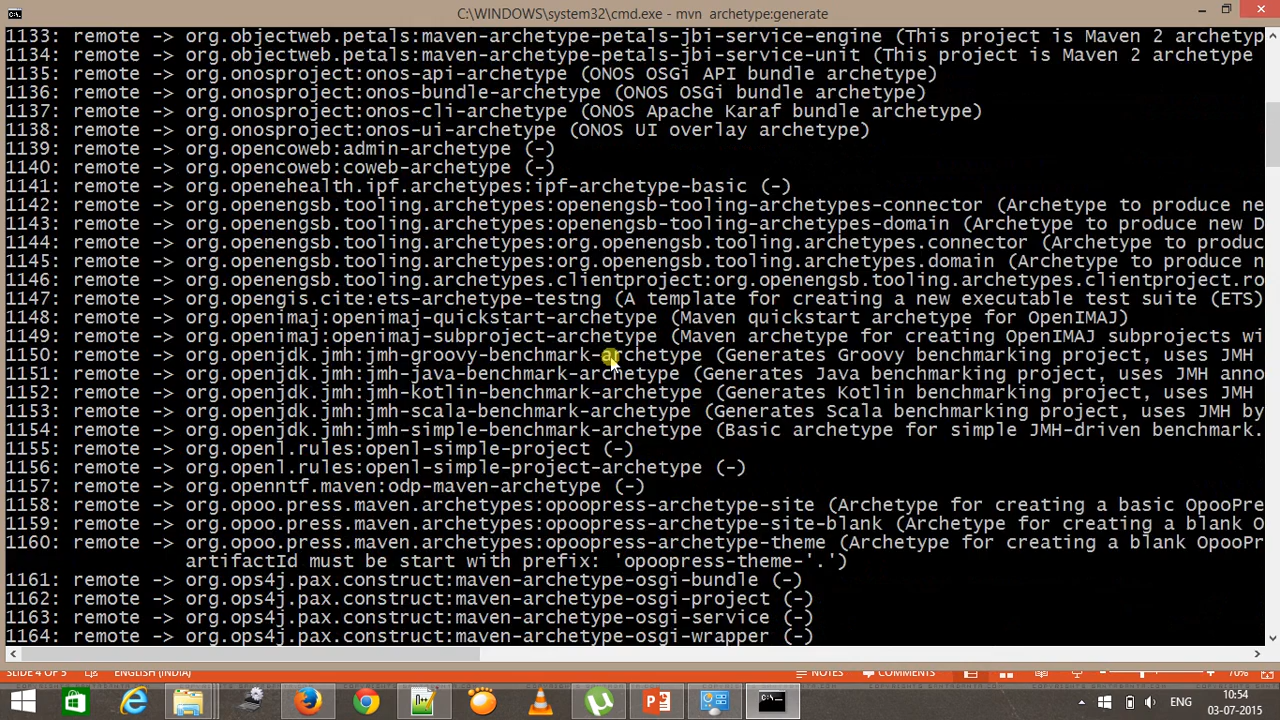 C:\WINDOWS\system32\cmd.exe - mvn archetype:generate
1133: remote -> org.objectweb.petals:maven-archetype-petals-jbi-service-engine (This project is Maven 2 archetyp
1134: remote -> org.objectweb.petals:maven-archetype-petals-jbi-service-unit (This project is Maven 2 archetype
1135: remote -> org.onosproject:onos-api-archetype (ONOS OSGi API bundle archetype)
1136: remote -> org.onosproject:onos-bundle-archetype (ONOS OSGi bundle archetype)
1137: remote -> org.onosproject:onos-cli-archetype (ONOS Apache Karaf bundle archetype)
1138: remote -> org.onosproject:onos-ui-archetype (ONOS UI overlay archetype)
1139: remote -> org.opencoweb:admin-archetype (-)
1140: remote -> org.opencoweb:coweb-archetype (-)
1141: remote -> org.openehealth.ipf.archetypes:ipf-archetype-basic (-)
1142: remote -> org.openengsb.tooling.archetypes:openengsb-tooling-archetypes-connector (Archetype to produce ne
1143: remote -> org.openengsb.tooling.archetypes:openengsb-tooling-archetypes-domain (Archetype to produce new D
1144: remote -> org.openengsb.tooling.archetypes:org.openengsb.tooling.archetypes.connector (Archetype to produc
1145: remote -> org.openengsb.tooling.archetypes:org.openengsb.tooling.archetypes.domain (Archetype to produce n
1146: remote -> org.openengsb.tooling.archetypes.clientproject:org.openengsb.tooling.archetypes.clientproject.ro
1147: remote -> org.opengis.cite:ets-archetype-testng (A template for creating a new executable test suite (ETS)
1148: remote -> org.openimaj:openimaj-quickstart-archetype (Maven quickstart archetype for OpenIMAJ)
1149: remote -> org.openimaj:openimaj-subproject-archetype (Maven archetype for creating OpenIMAJ subprojects wi
1150: remote -> org.openjdk.jmh:jmh-groovy-benchmark-archetype (Generates Groovy benchmarking project, uses JMH
1151: remote -> org.openjdk.jmh:jmh-java-benchmark-archetype (Generates Java benchmarking project, uses JMH anno
1152: remote -> org.openjdk.jmh:jmh-kotlin-benchmark-archetype (Generates Kotlin benchmarking project, uses JMH
1153: remote -> org.openjdk.jmh:jmh-scala-benchmark-archetype (Generates Scala benchmarking project, uses JMH by
1154: remote -> org.openjdk.jmh:jmh-simple-benchmark-archetype (Basic archetype for simple JMH-driven benchmark.
1155: remote -> org.openl.rules:openl-simple-project (-)
1156: remote -> org.openl.rules:openl-simple-project-archetype (-)
1157: remote -> org.openntf.maven:odp-maven-archetype (-)
1158: remote -> org.opoo.press.maven.archetypes:opoopress-archetype-site (Archetype for creating a basic OpooPre
1159: remote -> org.opoo.press.maven.archetypes:opoopress-archetype-site-blank (Archetype for creating a blank O
1160: remote -> org.opoo.press.maven.archetypes:opoopress-archetype-theme (Archetype for creating a blank OpooPr
artifactId must be start with prefix: 'opoopress-theme-'.')
1161: remote -> org.ops4j.pax.construct:maven-archetype-osgi-bundle (-)
1162: remote -> org.ops4j.pax.construct:maven-archetype-osgi-project (-)
1163: remote -> org.ops4j.pax.construct:maven-archetype-osgi-service (-)
1164: remote -> org.ops4j.pax.construct:maven-archetype-osgi-wrapper (-)
SLIDE 4 OF 5 ENGLISH (INDIA) NOTES COMMENTS 70%
ENG 10:54
03-07-2015